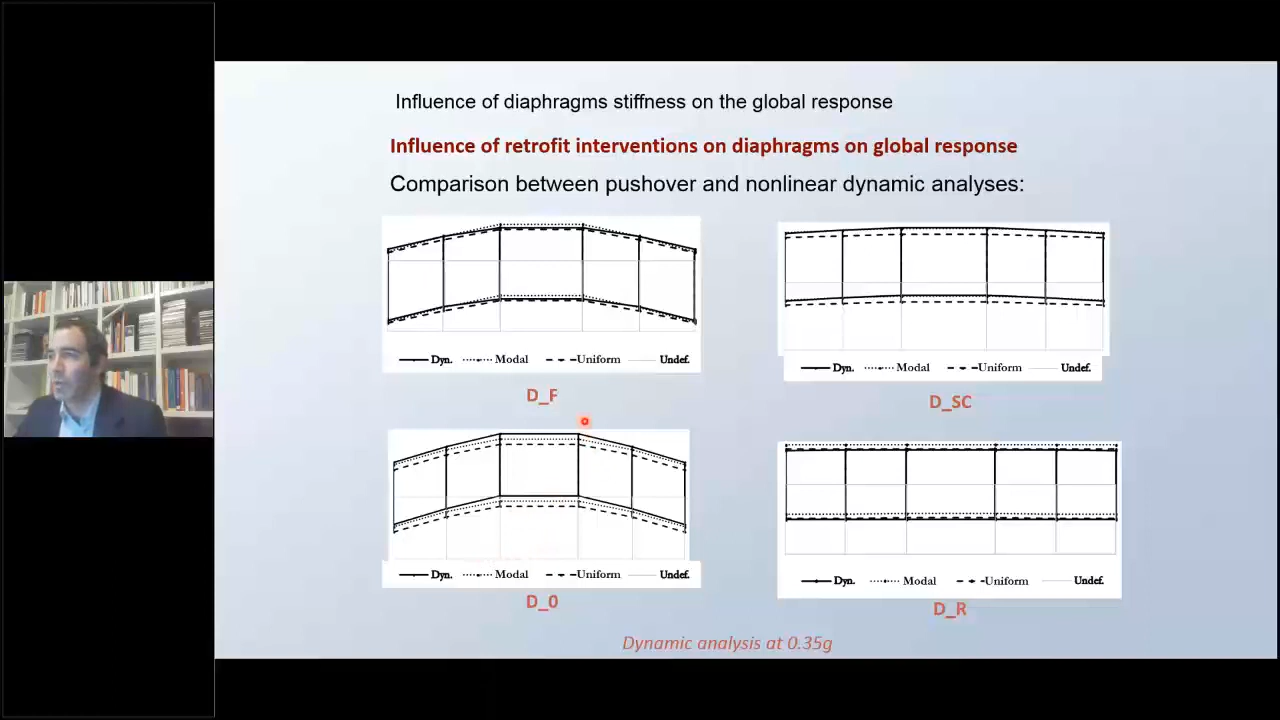 Influence of diaphragms stiffness on the global response
Influence of retrofit interventions on diaphragms on global response
Comparison between pushover and nonlinear dynamic analyses:
Dyn. Modal Uniform Undef.
D_F
Dyn. Modal Uniform Undef.
D_SC
Dyn. Modal Uniform Undef.
D_0
Dyn. Modal Uniform Undef.
D_R
Dynamic analysis at 0.35g